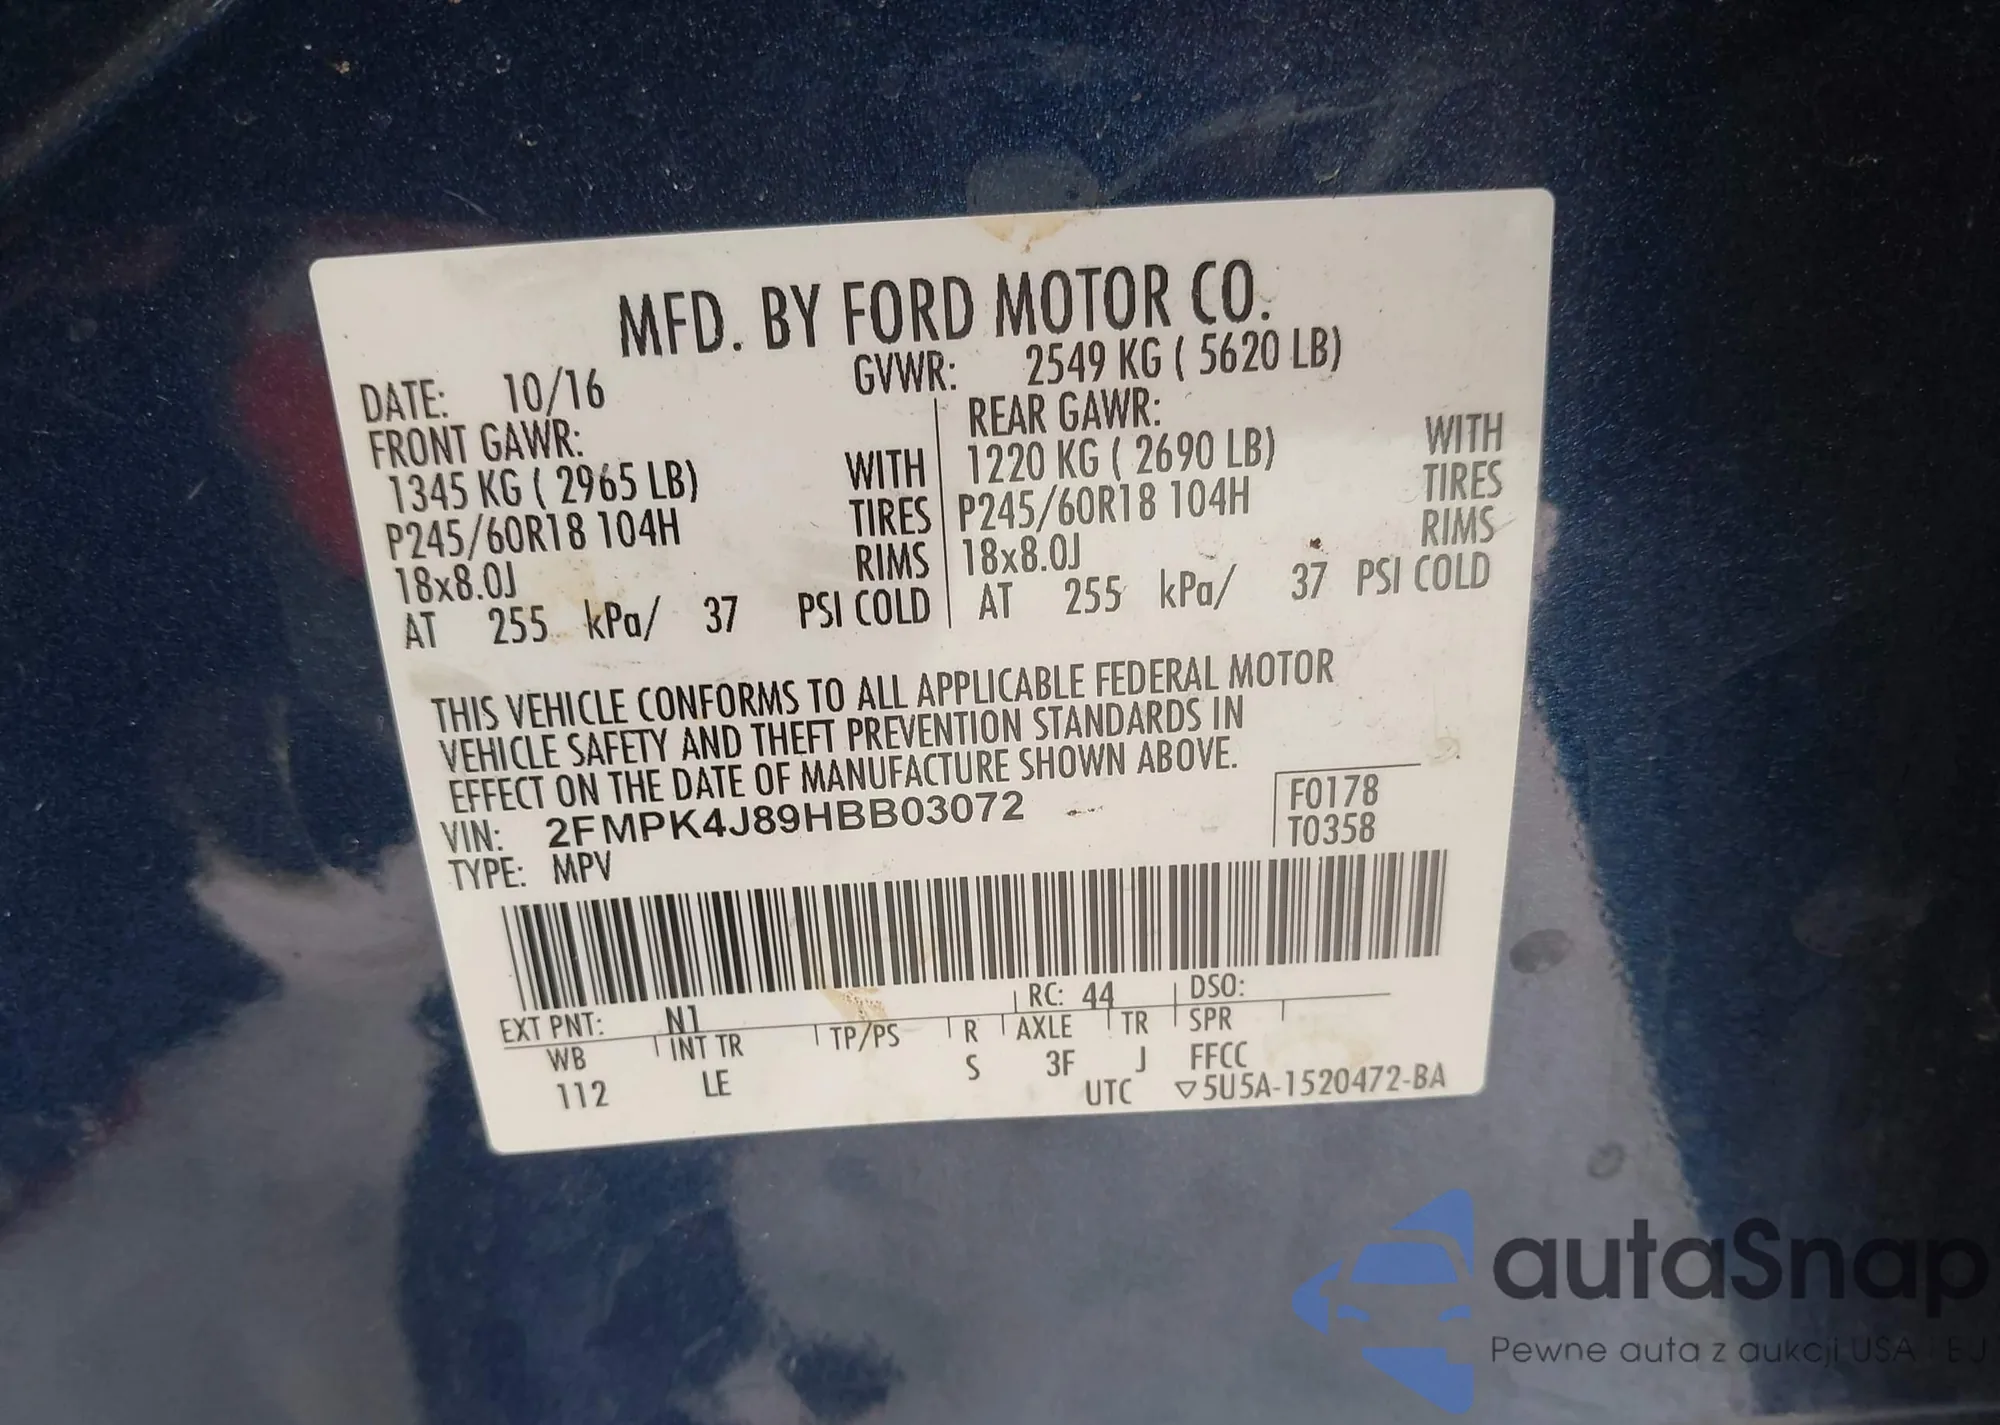 MFD. BY FORD MOTOR CO.
DATE: 10/16 GVWR: 2549 KG ( 5620 LB)
FRONT GAWR: REAR GAWR:
1345 KG ( 2965 LB) WITH 1220 KG ( 2690 LB) WITH
P245/60R18 104H TIRES P245/60R18 104H TIRES
18x8.0J RIMS 18x8.0J RIMS
AT 255 kPa/ 37 PSI COLD AT 255 kPa/ 37 PSI COLD
THIS VEHICLE CONFORMS TO ALL APPLICABLE FEDERAL MOTOR
VEHICLE SAFETY AND THEFT PREVENTION STANDARDS IN
EFFECT ON THE DATE OF MANUFACTURE SHOWN ABOVE.
VIN: 2FMPK4J89HBB03072 F0178
TYPE: MPV T0358
EXT PNT: N1 RC: 44 DSO:
WB INT TR TP/PS R AXLE TR SPR
112 LE S 3F J FFCC
UTC ▽5U5A-1520472-BA
autaSnap
Pewne auta z aukcji USA i EU